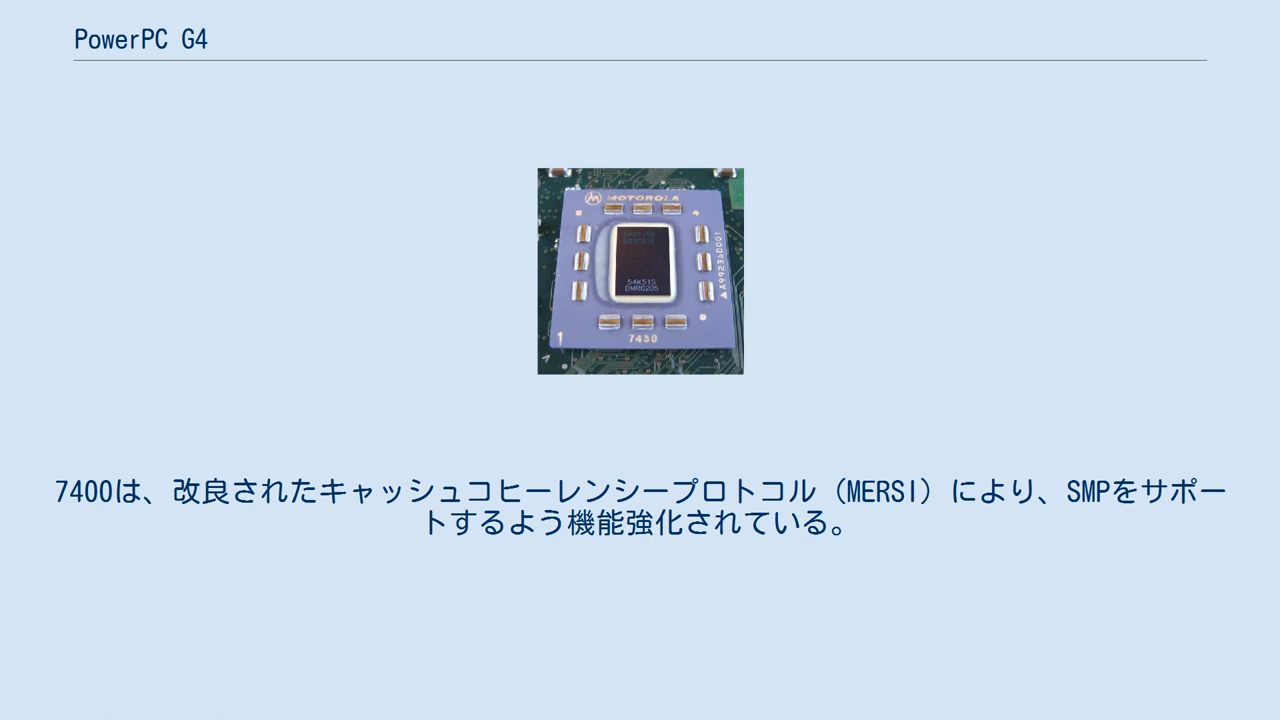 PowerPC G4
MOTOROLA
A992360001
54K51S
DMR0205
1
7450
7400は、改良されたキャッシュコヒーレンシープロトコル（MERSI）により、SMPをサポー
トするよう機能強化されている。